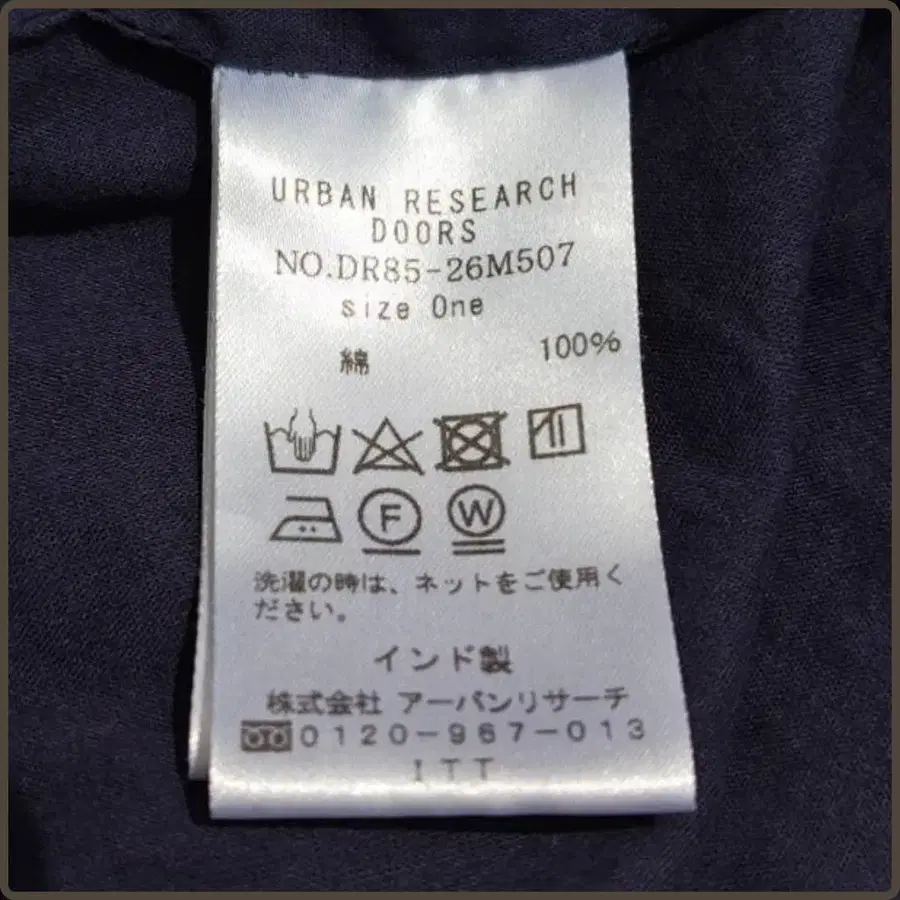 URBAN RESEARCH
DOORS
NO.DR85-26M507
size One
綿 100%
F W
洗濯の時は、ネットをご使用く
ださい。
インド製
株式会社 アーバンリサーチ
0120-967-013
ITT